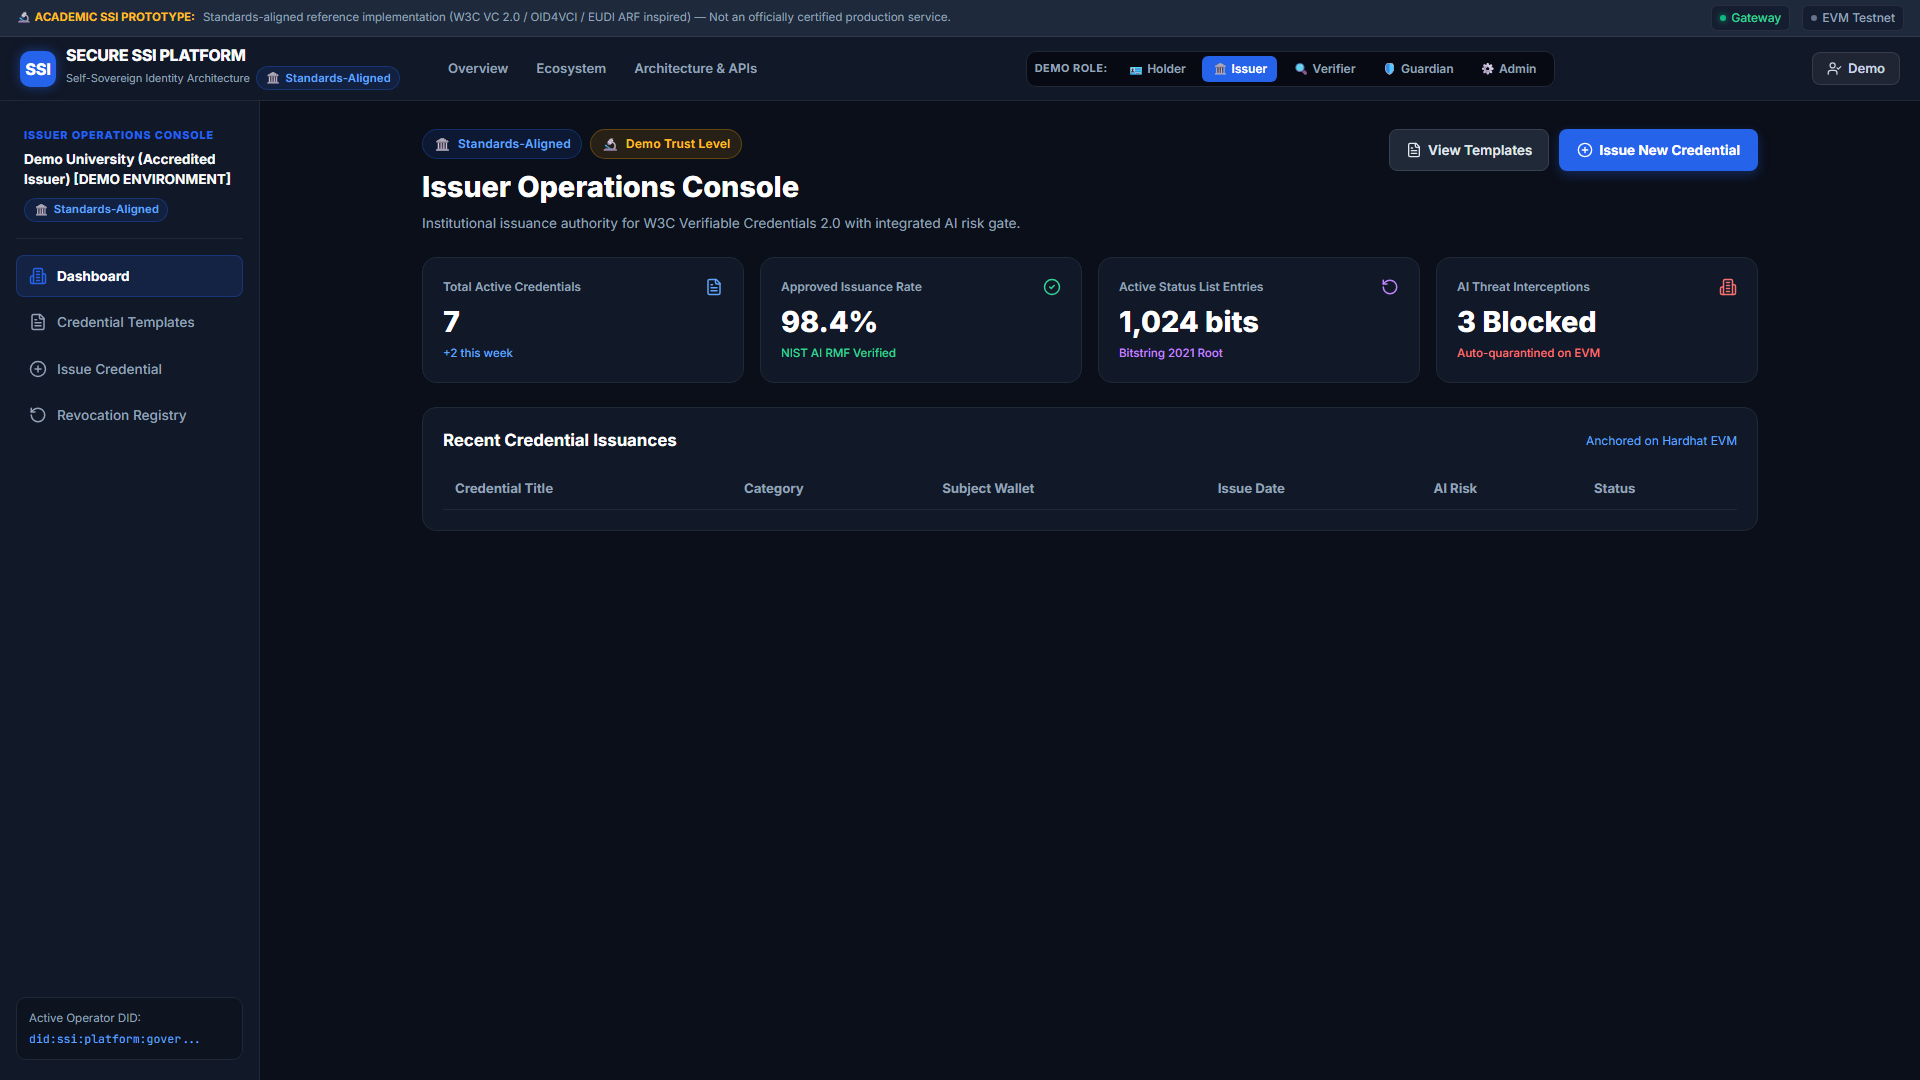 ACADEMIC SSI PROTOTYPE: Standards-aligned reference implementation (W3C VC 2.0 / OID4VCI / EUDI ARF inspired) — Not an officially certified production service.
Gateway
EVM Testnet
SSI
SECURE SSI PLATFORM
Self-Sovereign Identity Architecture
Standards-Aligned
Overview
Ecosystem
Architecture & APIs
DEMO ROLE:
Holder
Issuer
Verifier
Guardian
Admin
Demo
ISSUER OPERATIONS CONSOLE
Demo University (Accredited
Issuer) [DEMO ENVIRONMENT]
Standards-Aligned
Dashboard
Credential Templates
Issue Credential
Revocation Registry
Active Operator DID:
did:ssi:platform:gover...
Standards-Aligned
Demo Trust Level
Issuer Operations Console
Institutional issuance authority for W3C Verifiable Credentials 2.0 with integrated AI risk gate.
View Templates
Issue New Credential
Total Active Credentials
7
+2 this week
Approved Issuance Rate
98.4%
NIST AI RMF Verified
Active Status List Entries
1,024 bits
Bitstring 2021 Root
AI Threat Interceptions
3 Blocked
Auto-quarantined on EVM
Recent Credential Issuances
Anchored on Hardhat EVM
Credential Title
Category
Subject Wallet
Issue Date
AI Risk
Status